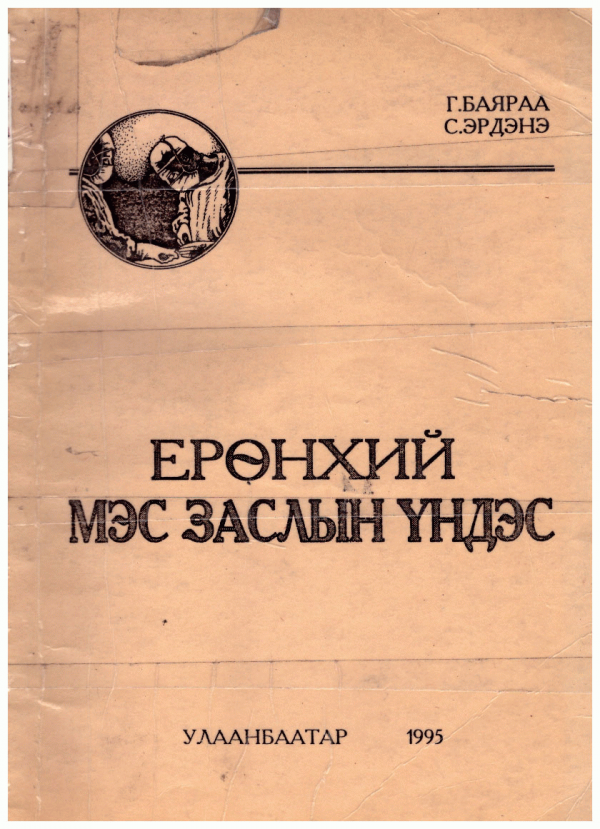 Г.БАЯРАА
С.ЭРДЭНЭ
ЕРӨНХИЙ
МЭС ЗАСЛЫН ҮНДЭС
УЛААНБААТАР 1995